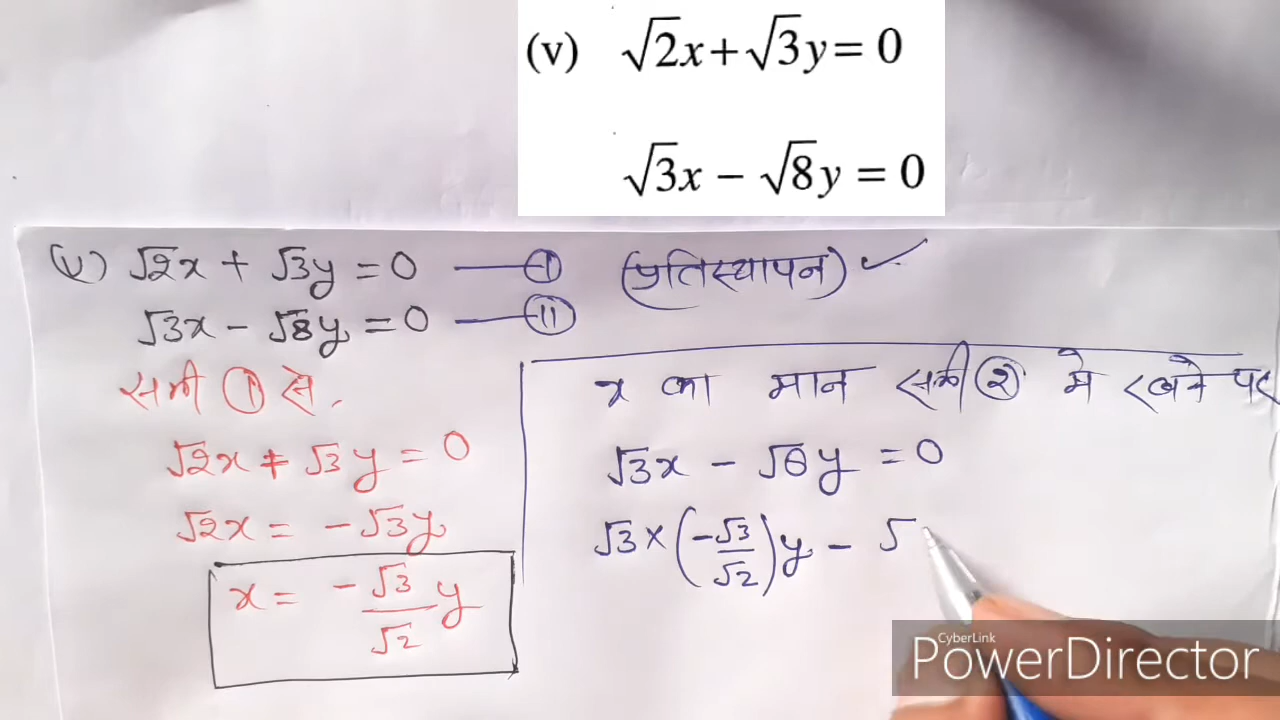 (v) √2x+√3y= 0
√3x − √8y = 0
(v) √2x + √3y = 0 —— (I)
√3x − √8y = 0 —— (II)
(प्रतिस्थापन) ✓
समी (1) से
√2x + √3y = 0
√2x = -√3y
x = -√3/√2 y
x का मान समी (2) मे रखने पर
√3x − √6y = 0
√3 × (-√3/√2)y − √
CyberLink
PowerDirector